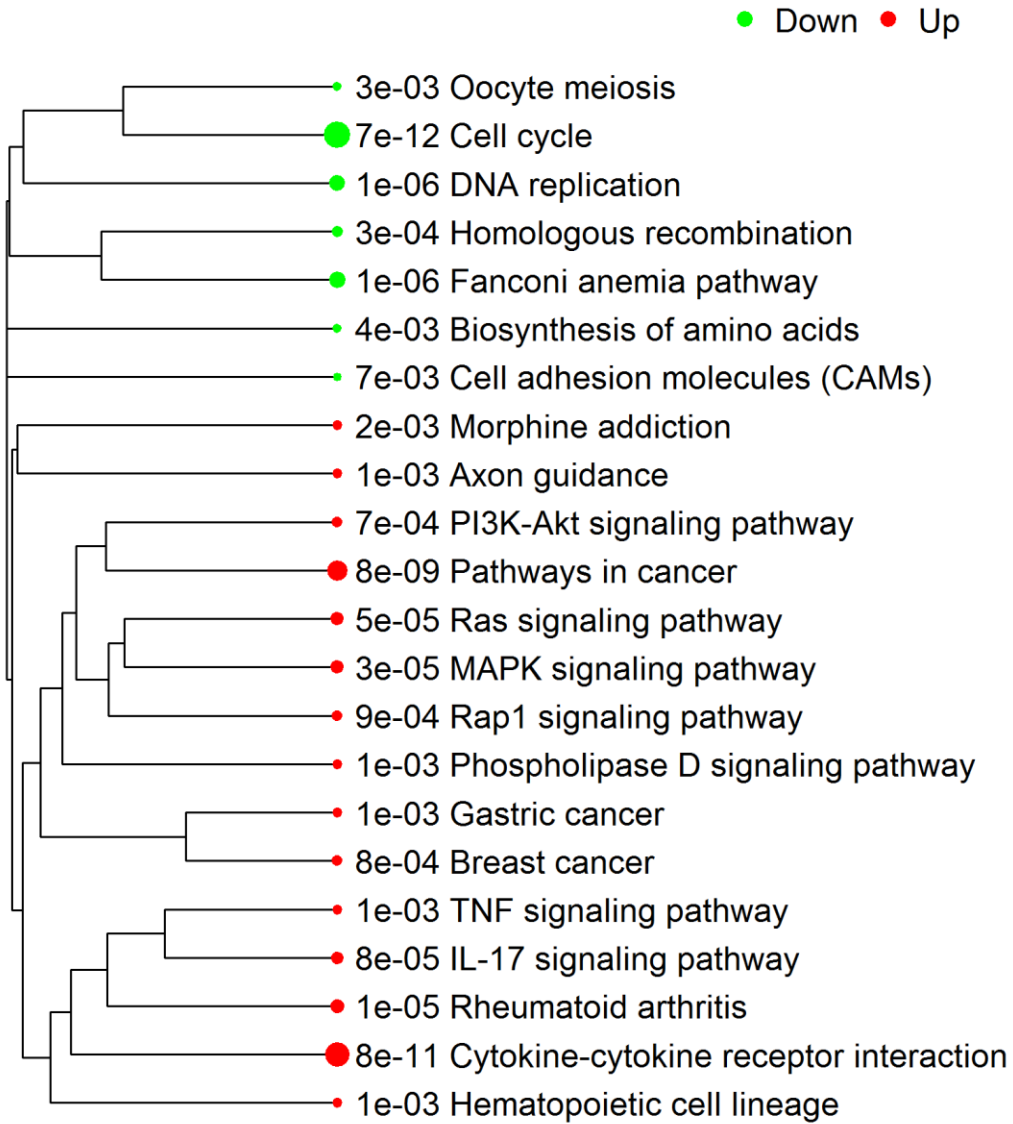 Down Up
3e-03 Oocyte meiosis
7e-12 Cell cycle
1e-06 DNA replication
3e-04 Homologous recombination
1e-06 Fanconi anemia pathway
4e-03 Biosynthesis of amino acids
7e-03 Cell adhesion molecules (CAMs)
2e-03 Morphine addiction
1e-03 Axon guidance
7e-04 PI3K-Akt signaling pathway
8e-09 Pathways in cancer
5e-05 Ras signaling pathway
3e-05 MAPK signaling pathway
9e-04 Rap1 signaling pathway
1e-03 Phospholipase D signaling pathway
1e-03 Gastric cancer
8e-04 Breast cancer
1e-03 TNF signaling pathway
8e-05 IL-17 signaling pathway
1e-05 Rheumatoid arthritis
8e-11 Cytokine-cytokine receptor interaction
1e-03 Hematopoietic cell lineage